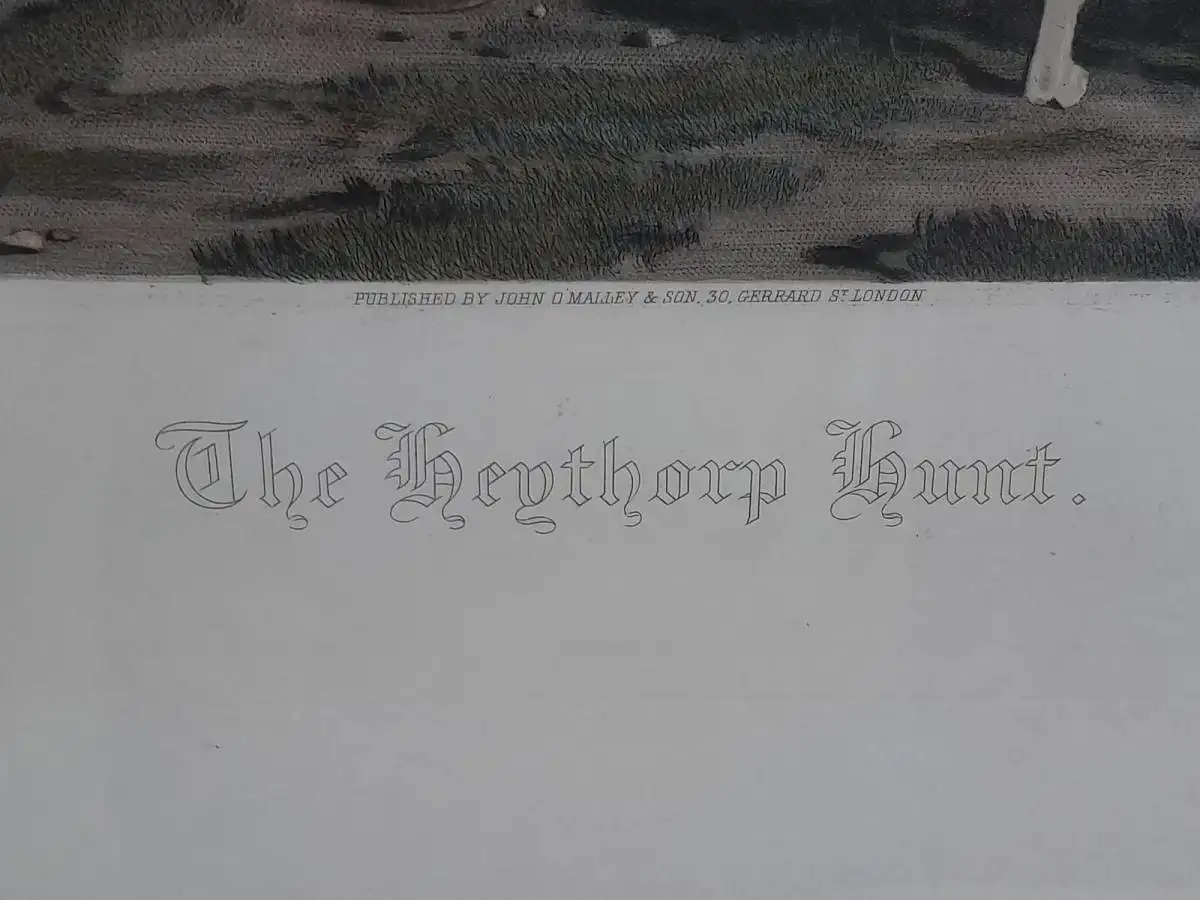 PUBLISHED BY JOHN O'MALLEY & SON, 30, GERRARD ST LONDON
The Heythorp Hunt.